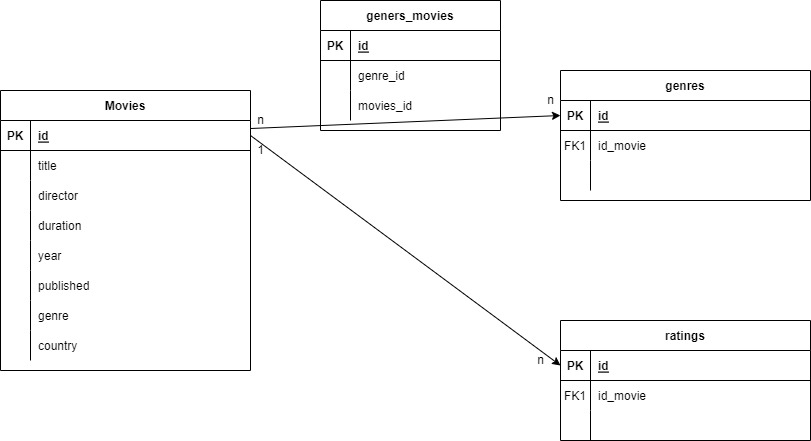 geners_movies
PK id
genre_id
movies_id
Movies
PK id
title
director
duration
year
published
genre
country
n
n
1
genres
PK id
FK1 id_movie
n
ratings
PK id
FK1 id_movie